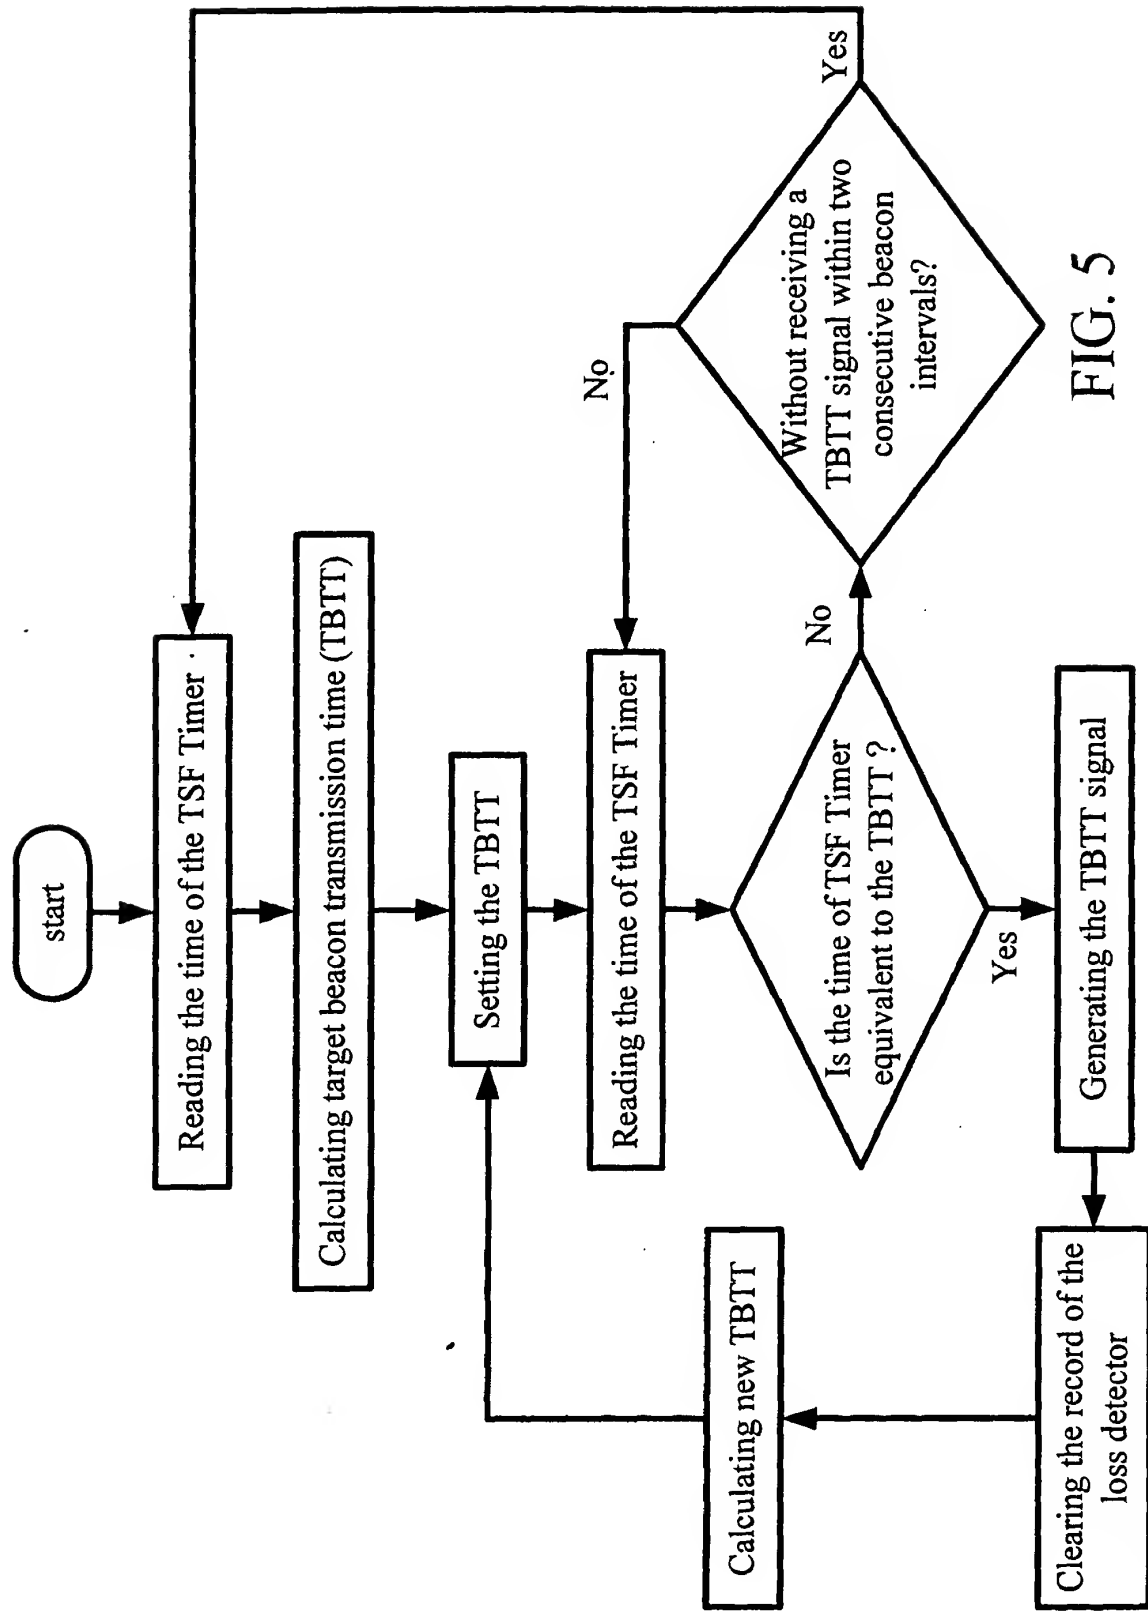 start
Reading the time of the TSF Timer
Calculating target beacon transmission time (TBTT)
Setting the TBTT
Reading the time of the TSF Timer
Is the time of TSF Timer
equivalent to the TBTT ?
No
Without receiving a
TBTT signal within two
consecutive beacon
intervals?
No
Yes
Yes
Generating the TBTT signal
Clearing the record of the
loss detector
Calculating new TBTT
FIG. 5